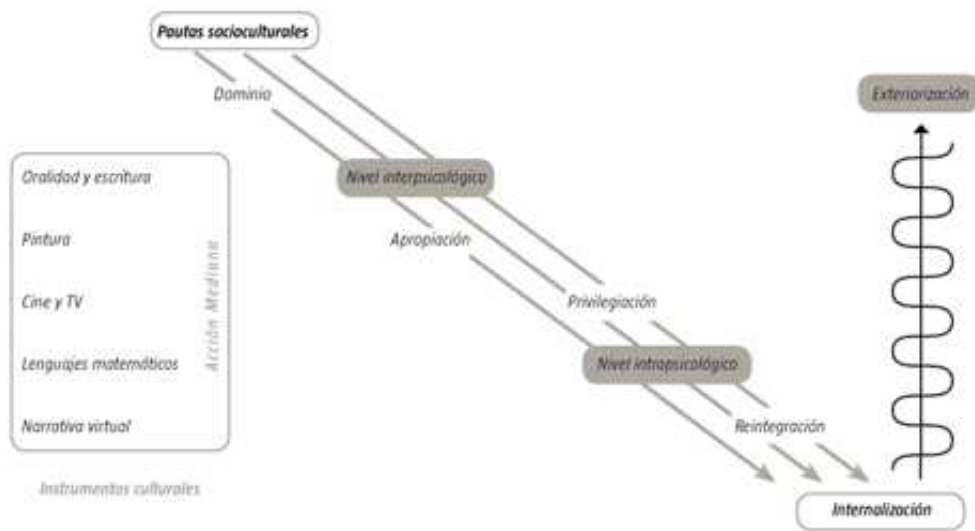 Pautas socioculturales
Dominio
Exteriorización
Oralidad y escritura
Nivel interpsicológico
Pintura
Apropiación
Acción Mediana
Cine y TV
Privilegiación
Lenguajes matemáticos
Nivel intrapsicológico
Narrativa virtual
Reintegración
Instrumentos culturales
Internalización